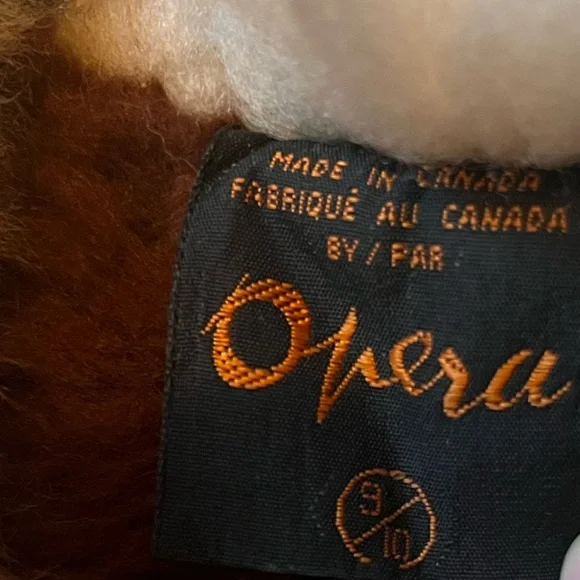 MADE IN CANADA
FABRIQUÉ AU CANADA
BY / PAR
Opera
9/10